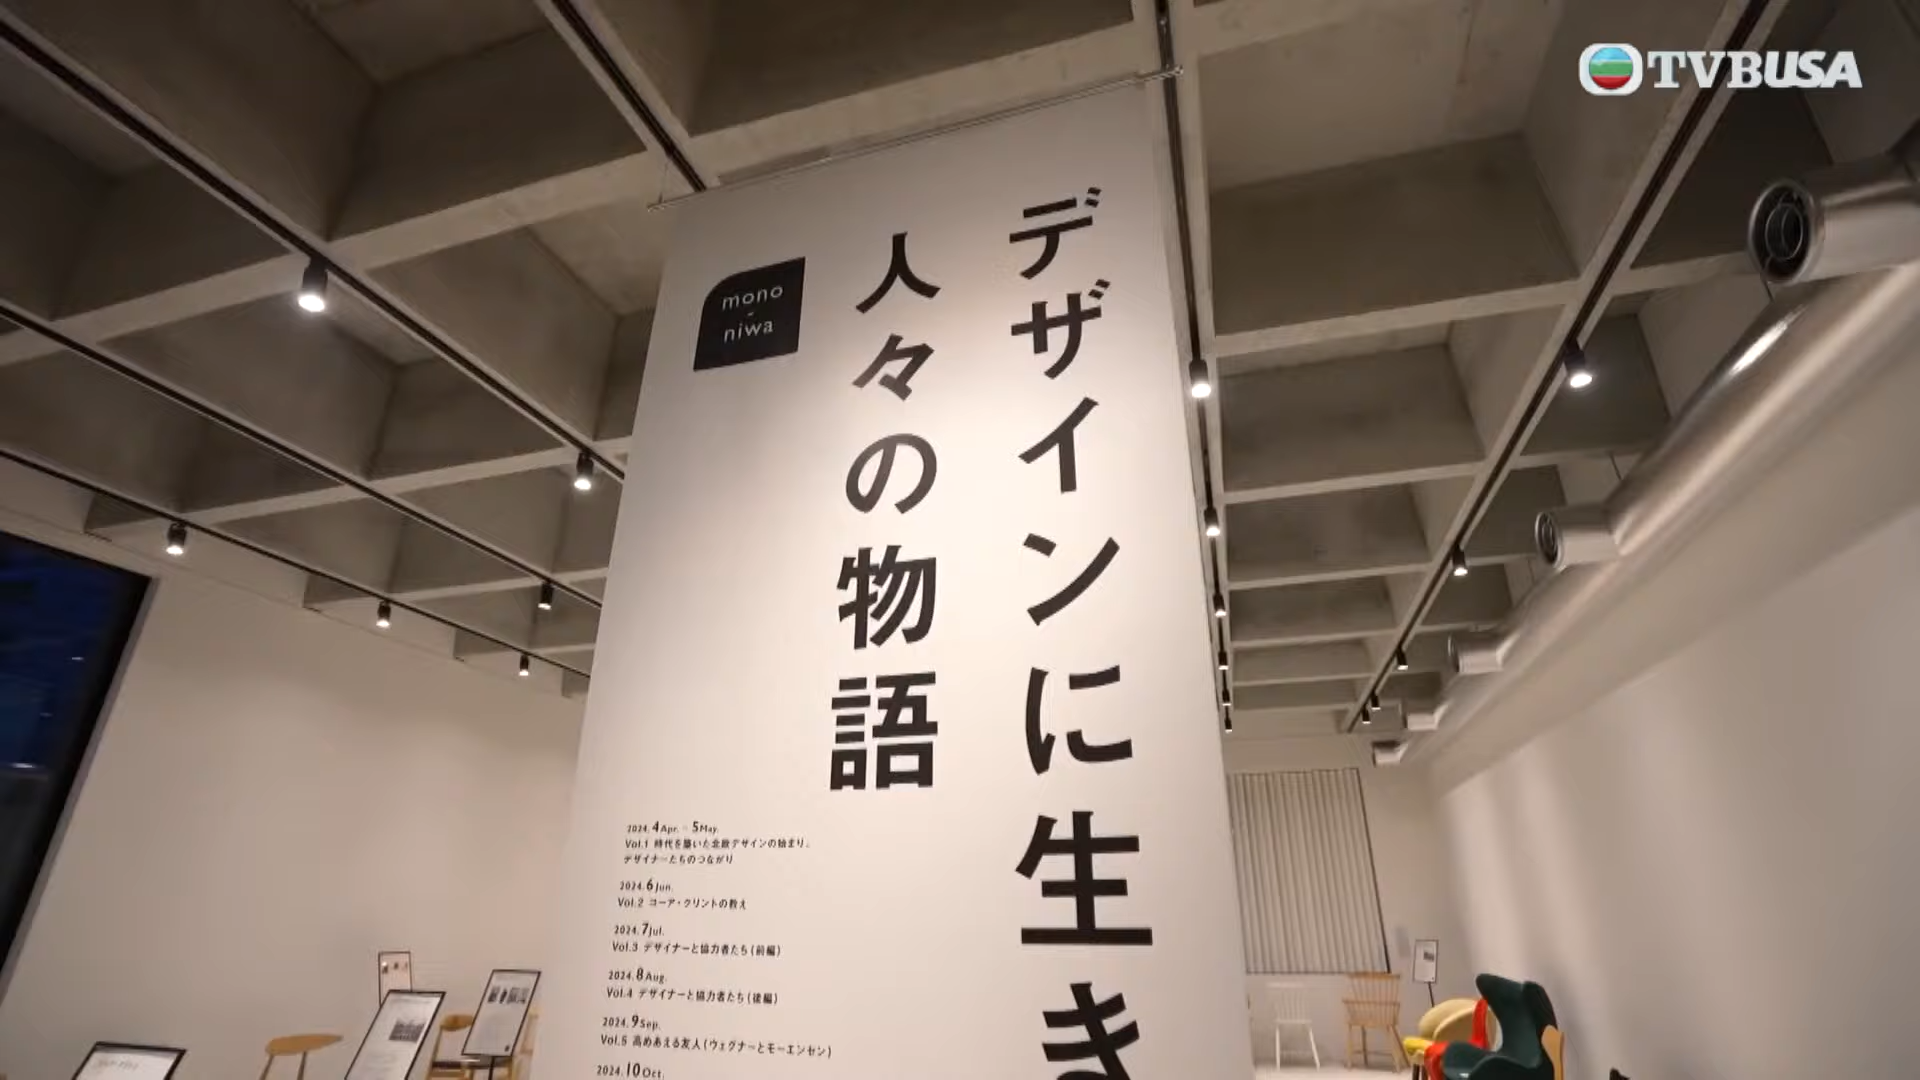 TVBUSA
デザインに生き
人々の物語
mono
-
niwa
2024. 4Apr. - 5May.
Vol.1 時代を築いた北欧デザインの始まり。
デザイナーたちのつながり
2024. 6Jun.
Vol.2 コーア・クリントの教え
2024. 7Jul.
Vol.3 デザイナーと協力者たち(前編)
2024. 8Aug.
Vol.4 デザイナーと協力者たち(後編)
2024. 9Sep.
Vol.5 高めあえる友人(ウェグナーとモーエンセン)
2024. 10Oct.